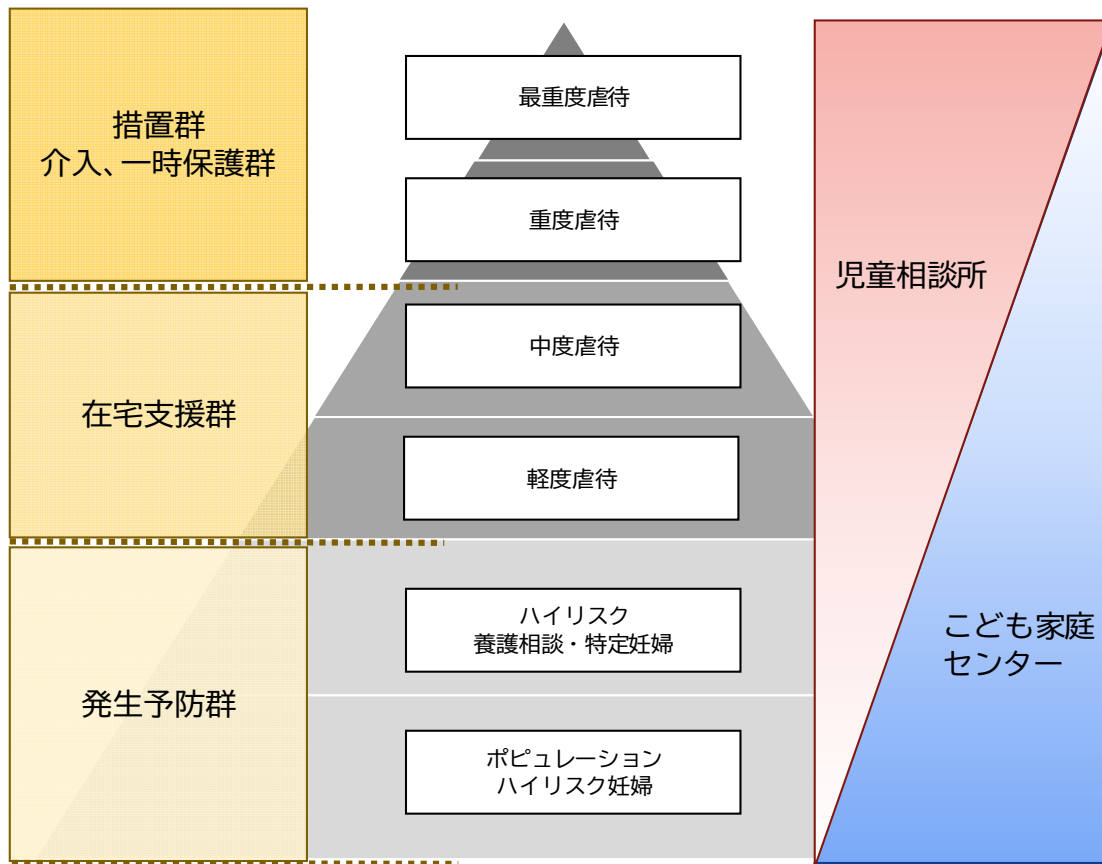 措置群
介入、一時保護群
在宅支援群
発生予防群
最重度虐待
重度虐待
中度虐待
軽度虐待
ハイリスク
養護相談・特定妊婦
ポピュレーション
ハイリスク妊婦
児童相談所
こども家庭
センター